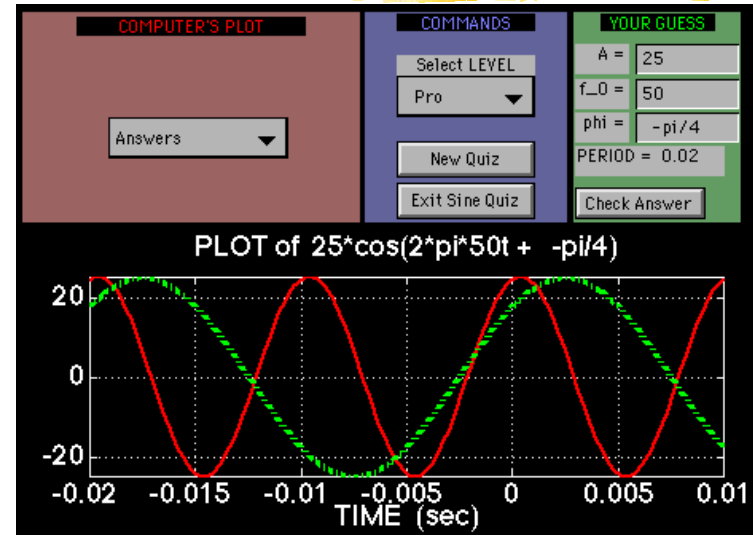 COMPUTER'S PLOT
Answers
COMMANDS
Select LEVEL
Pro
New Quiz
Exit Sine Quiz
YOUR GUESS
A = 25
f_0 = 50
phi = -pi/4
PERIOD = 0.02
Check Answer
PLOT of 25*cos(2*pi*50t + -pi/4)
20
0
-20
-0.02 -0.015 -0.01 -0.005 0 0.005 0.01
TIME (sec)